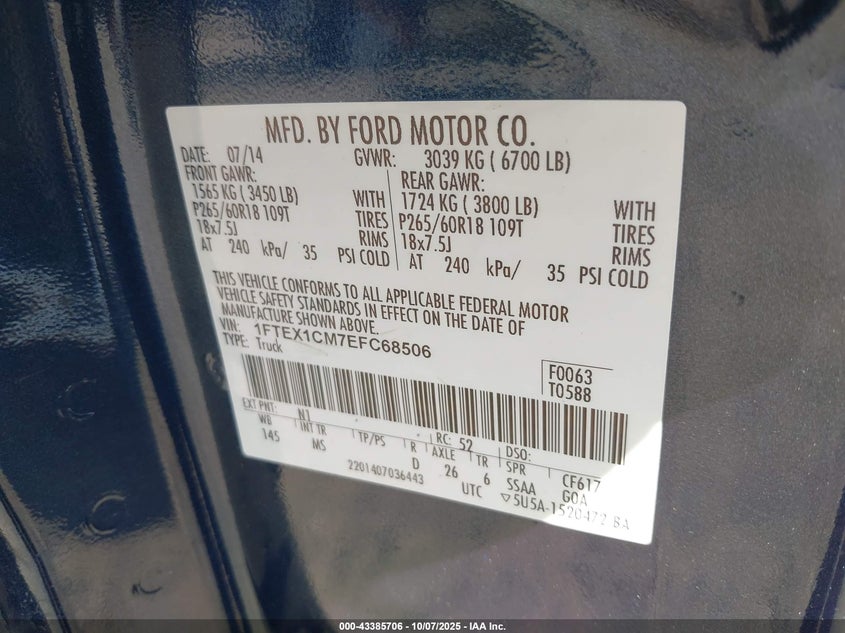 MFD. BY FORD MOTOR CO.
DATE: 07/14 GVWR: 3039 KG ( 6700 LB)
FRONT GAWR: REAR GAWR:
1565 KG ( 3450 LB) WITH 1724 KG ( 3800 LB) WITH
P265/60R18 109T TIRES P265/60R18 109T TIRES
18x7.5J RIMS 18x7.5J RIMS
AT 240 kPa/ 35 PSI COLD AT 240 kPa/ 35 PSI COLD
THIS VEHICLE CONFORMS TO ALL APPLICABLE FEDERAL MOTOR
VEHICLE SAFETY STANDARDS IN EFFECT ON THE DATE OF
MANUFACTURE SHOWN ABOVE.
VIN: 1FTEX1CM7EFC68506
TYPE: Truck
F0063
T0588
EXT PNT: N1 RC: 52 DSO:
WB INT TR TP/PS R AXLE TR SPR CF617
145 MS D 26 6 SSAA GOA
2201407036443 UTC ▽5U5A-1520472-BA
000-43385706 | 10/07/2025 - IAA Inc.